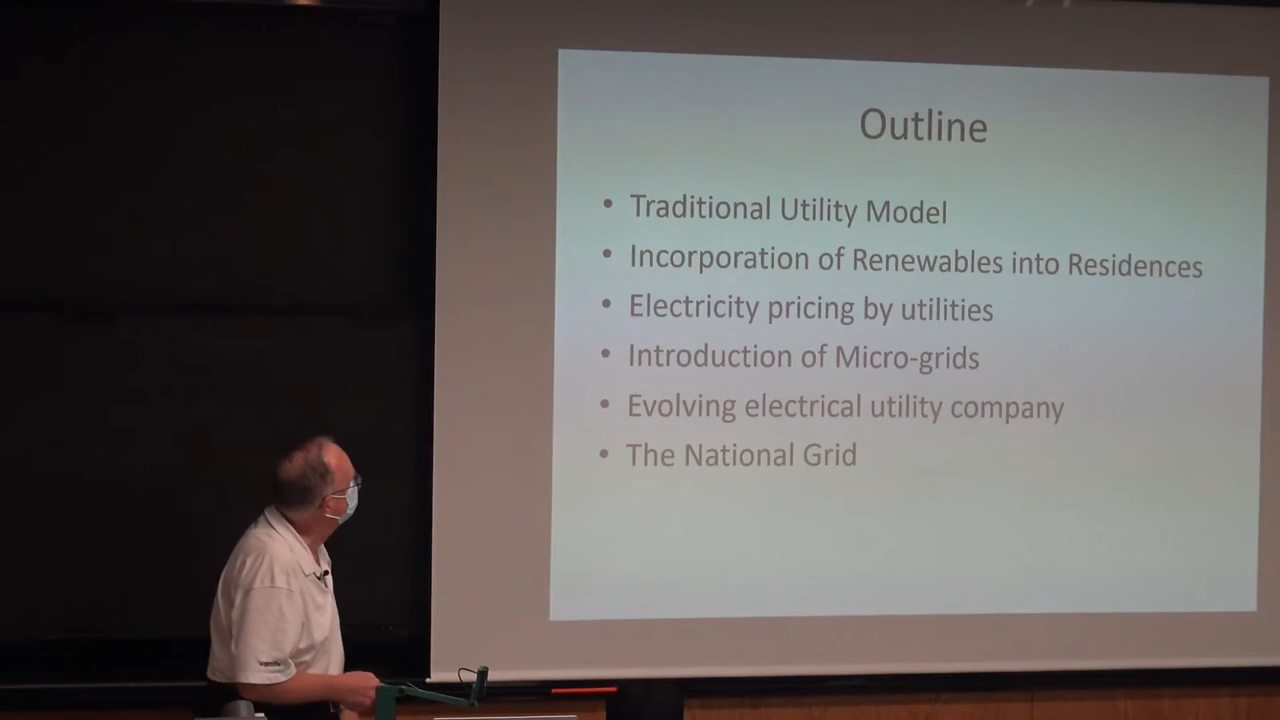 Outline
• Traditional Utility Model
• Incorporation of Renewables into Residences
• Electricity pricing by utilities
• Introduction of Micro-grids
• Evolving electrical utility company
• The National Grid